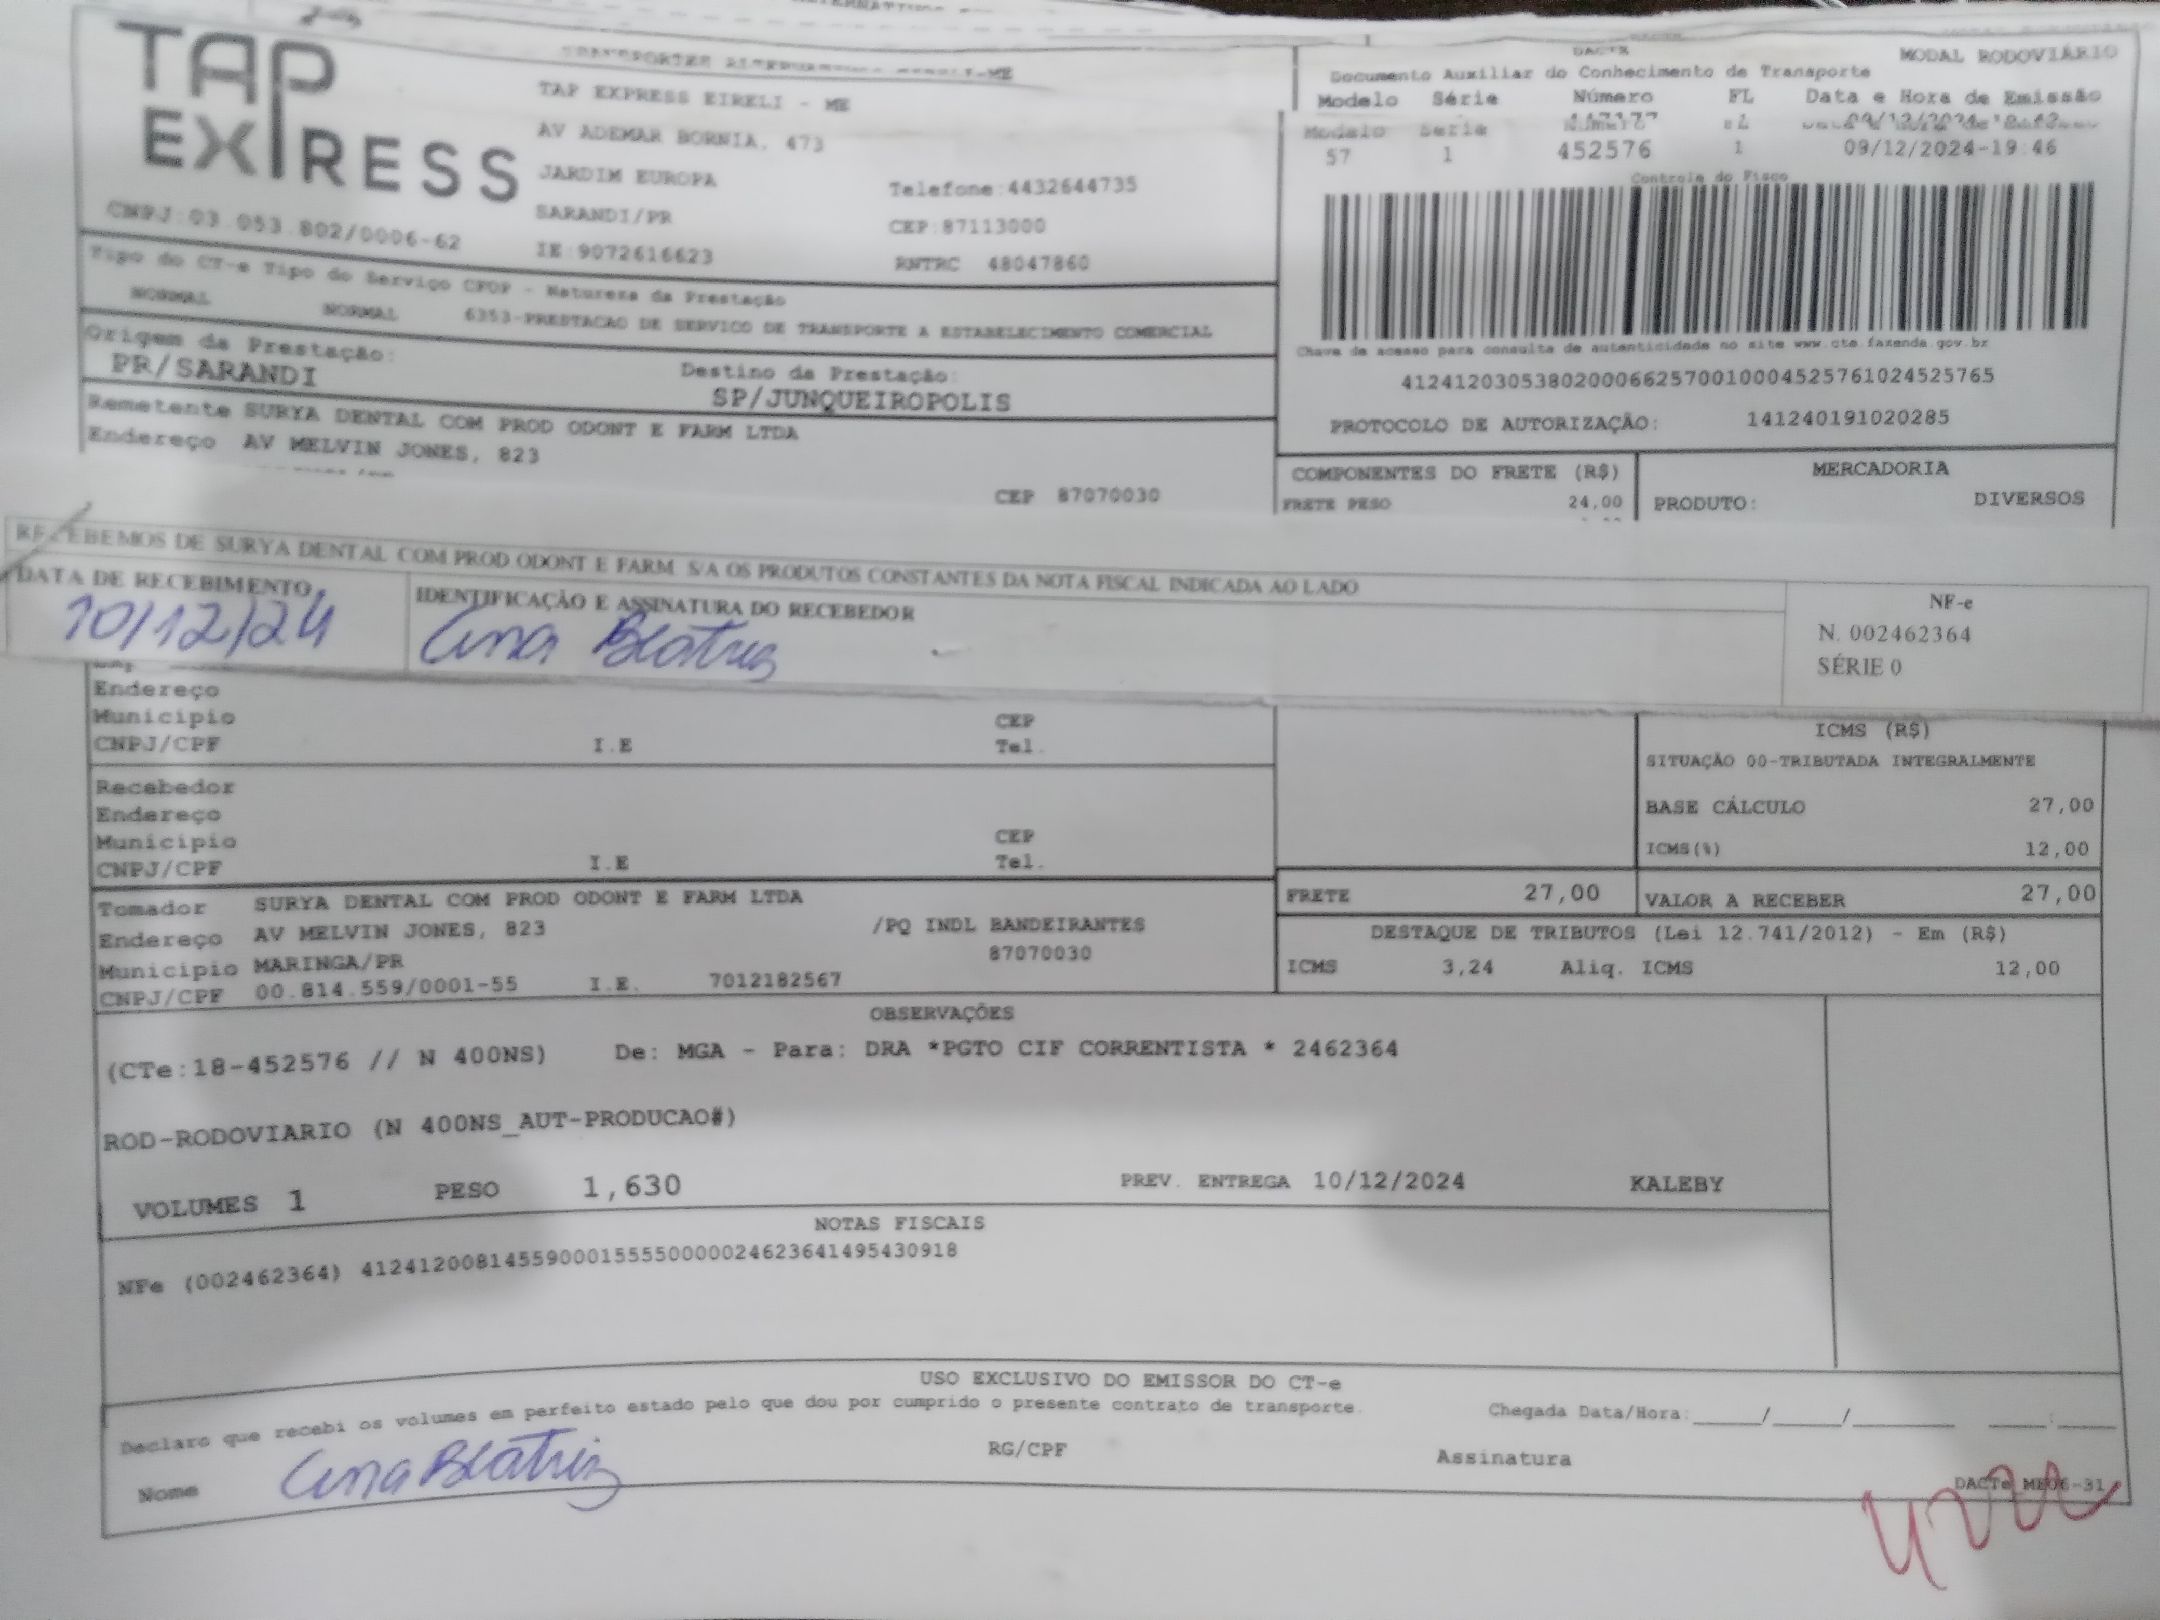 TAP
EXPRESS
CNPJ:03.053.802/0006-62
TAP EXPRESS EIRELI - ME
AV ADEMAR BORNIA, 473
JARDIM EUROPA
Telefone:4432644735
SARANDI/PR
CEP:87113000
IE:9072616623
RNTRC 48047860
DACTE
MODAL RODOVIÁRIO
Documento Auxiliar do Conhecimento de Transporte
Modelo Série Número FL Data e Hora de Emissão
57 1 452576 1 09/12/2024-19:46
Controle do Fisco
Chave de acesso para consulta de autenticidade no site www.cte.fazenda.gov.br
41241203053802000662570010004525761024525765
PROTOCOLO DE AUTORIZAÇÃO: 141240191020285
Tipo do CT-e Tipo do Serviço CFOP - Natureza da Prestação
NORMAL NORMAL 6353-PRESTACAO DE SERVICO DE TRANSPORTE A ESTABELECIMENTO COMERCIAL
Origem da Prestação:
PR/SARANDI
Destino da Prestação:
SP/JUNQUEIROPOLIS
Remetente SURYA DENTAL COM PROD ODONT E FARM LTDA
Endereço AV MELVIN JONES, 823
CEP 87070030
COMPONENTES DO FRETE (R$)
FRETE PESO 24,00
MERCADORIA
PRODUTO: DIVERSOS
RECEBEMOS DE SURYA DENTAL COM PROD ODONT E FARM S/A OS PRODUTOS CONSTANTES DA NOTA FISCAL INDICADA AO LADO
DATA DE RECEBIMENTO
10/12/24
IDENTIFICAÇÃO E ASSINATURA DO RECEBEDOR
Ana Beatriz
NF-e
N. 002462364
SÉRIE 0
Endereço
Município CEP
CNPJ/CPF I.E Tel.
Recebedor
Endereço
Município CEP
CNPJ/CPF I.E Tel.
ICMS (R$)
SITUAÇÃO 00-TRIBUTADA INTEGRALMENTE
BASE CÁLCULO 27,00
ICMS(%) 12,00
FRETE 27,00
VALOR A RECEBER 27,00
Tomador SURYA DENTAL COM PROD ODONT E FARM LTDA
Endereço AV MELVIN JONES, 823 /PQ INDL BANDEIRANTES
Município MARINGA/PR 87070030
CNPJ/CPF 00.814.559/0001-55 I.E. 7012182567
DESTAQUE DE TRIBUTOS (Lei 12.741/2012) - Em (R$)
ICMS 3,24 Aliq. ICMS 12,00
OBSERVAÇÕES
(CTe:18-452576 // N 400NS) De: MGA - Para: DRA *PGTO CIF CORRENTISTA * 2462364
ROD-RODOVIARIO (N 400NS_AUT-PRODUCAO#)
VOLUMES 1 PESO 1,630 PREV. ENTREGA 10/12/2024 KALEBY
NOTAS FISCAIS
NFe (002462364) 41241200814559000155550000024623641495430918
USO EXCLUSIVO DO EMISSOR DO CT-e
Declaro que recebi os volumes em perfeito estado pelo que dou por cumprido o presente contrato de transporte.
Chegada Data/Hora:_____/_____/_______ ____:____
Nome Ana Beatriz
RG/CPF
Assinatura